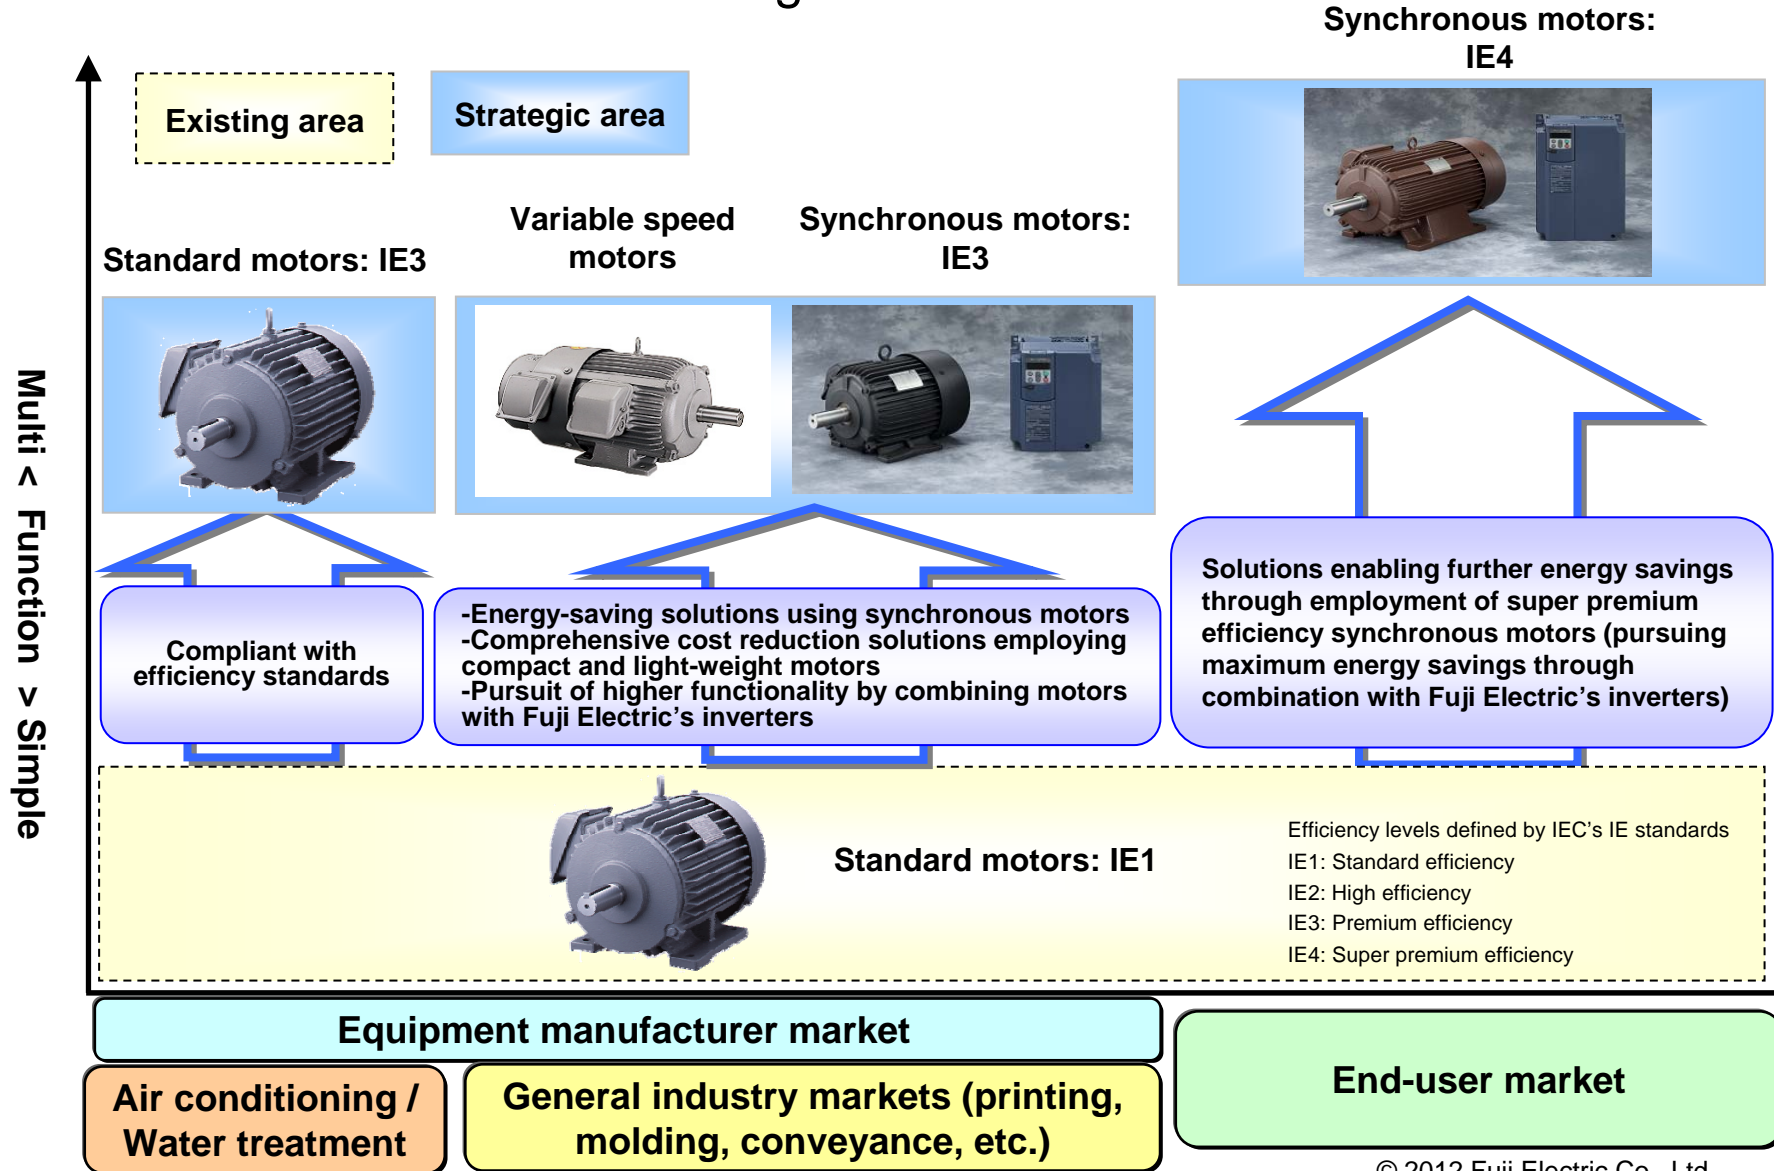 Synchronous motors:
IE4
Existing area
Strategic area
Standard motors: IE3
Variable speed
motors
Synchronous motors:
IE3
Multi < Function > Simple
Compliant with
efficiency standards
-Energy-saving solutions using synchronous motors
-Comprehensive cost reduction solutions employing
compact and light-weight motors
-Pursuit of higher functionality by combining motors
with Fuji Electric’s inverters
Solutions enabling further energy savings
through employment of super premium
efficiency synchronous motors (pursuing
maximum energy savings through
combination with Fuji Electric’s inverters)
Standard motors: IE1
Efficiency levels defined by IEC’s IE standards
IE1: Standard efficiency
IE2: High efficiency
IE3: Premium efficiency
IE4: Super premium efficiency
Equipment manufacturer market
Air conditioning /
Water treatment
General industry markets (printing,
molding, conveyance, etc.)
End-user market
© 2012 Fuji Electric Co., Ltd.